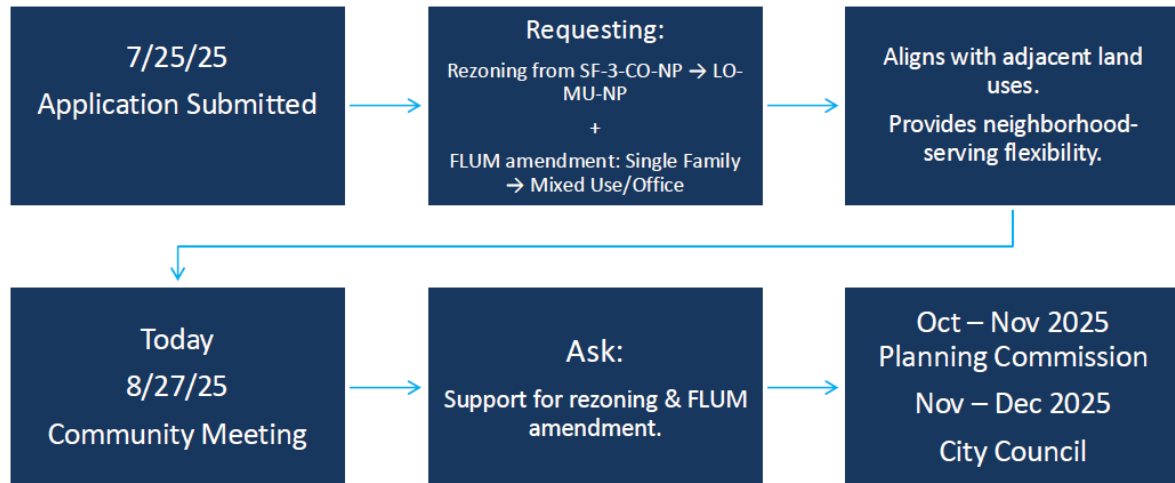 7/25/25
Application Submitted
Requesting:
Rezoning from SF-3-CO-NP → LO-
MU-NP
+
FLUM amendment: Single Family
→ Mixed Use/Office
Aligns with adjacent land
uses.
Provides neighborhood-
serving flexibility.
Today
8/27/25
Community Meeting
Ask:
Support for rezoning & FLUM
amendment.
Oct – Nov 2025
Planning Commission
Nov – Dec 2025
City Council